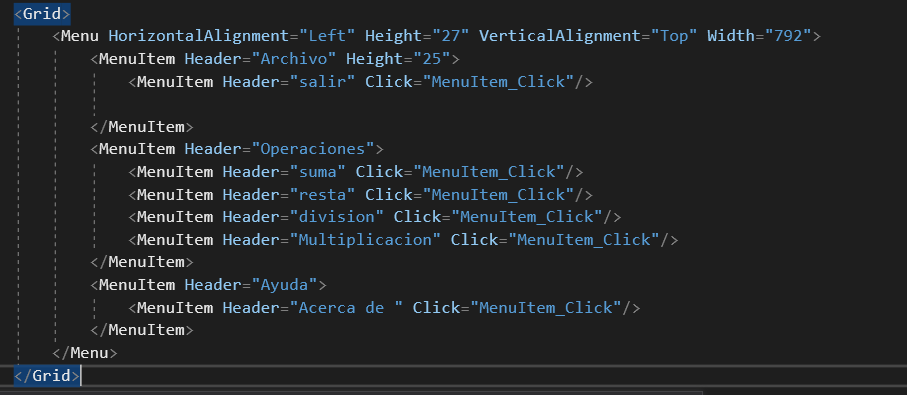 <Grid>
    <Menu HorizontalAlignment="Left" Height="27" VerticalAlignment="Top" Width="792">
        <MenuItem Header="Archivo" Height="25">
            <MenuItem Header="salir" Click="MenuItem_Click"/>
        </MenuItem>
        <MenuItem Header="Operaciones">
            <MenuItem Header="suma" Click="MenuItem_Click"/>
            <MenuItem Header="resta" Click="MenuItem_Click"/>
            <MenuItem Header="division" Click="MenuItem_Click"/>
            <MenuItem Header="Multiplicacion" Click="MenuItem_Click"/>
        </MenuItem>
        <MenuItem Header="Ayuda">
            <MenuItem Header="Acerca de " Click="MenuItem_Click"/>
        </MenuItem>
    </Menu>
</Grid>